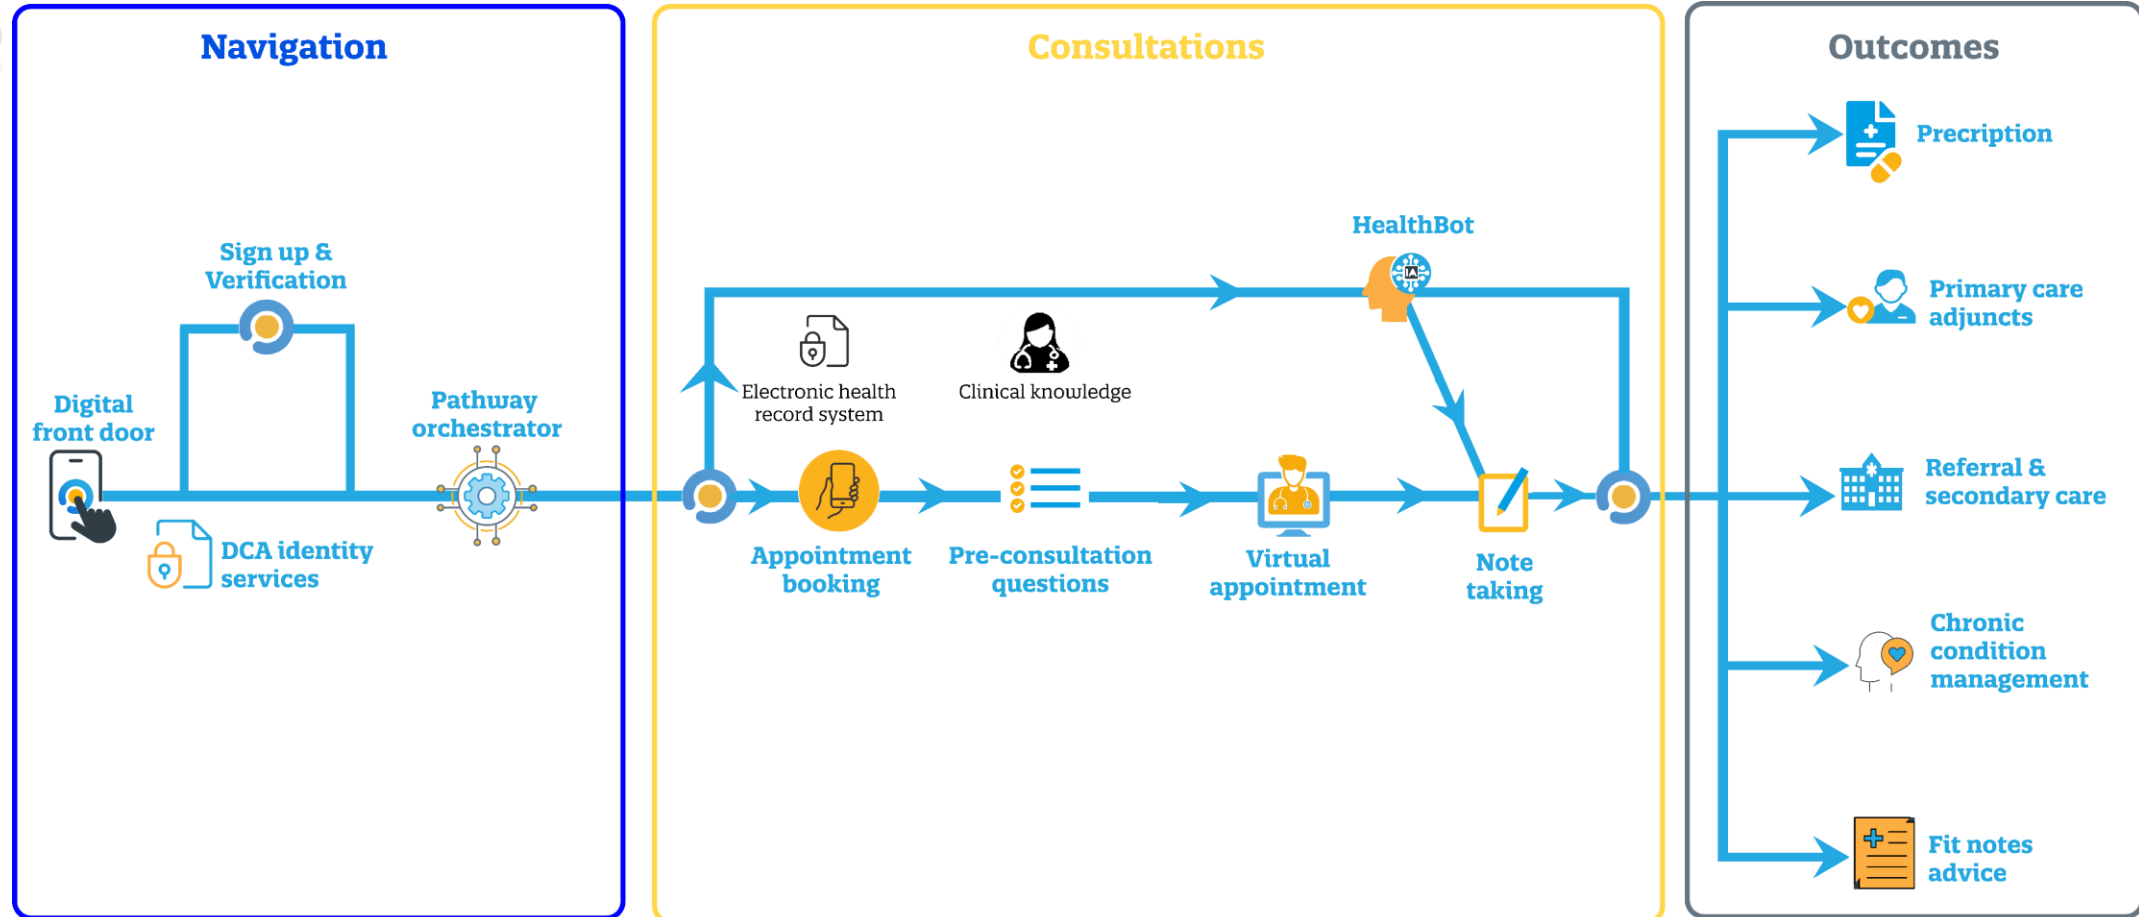 Navigation
Sign up &
Verification
Digital
front door
Pathway
orchestrator
DCA identity
services
Consultations
HealthBot
IA
Electronic health
record system
Clinical knowledge
Appointment
booking
Pre-consultation
questions
Virtual
appointment
Note
taking
Outcomes
Precription
Primary care
adjuncts
Referral &
secondary care
Chronic
condition
management
Fit notes
advice